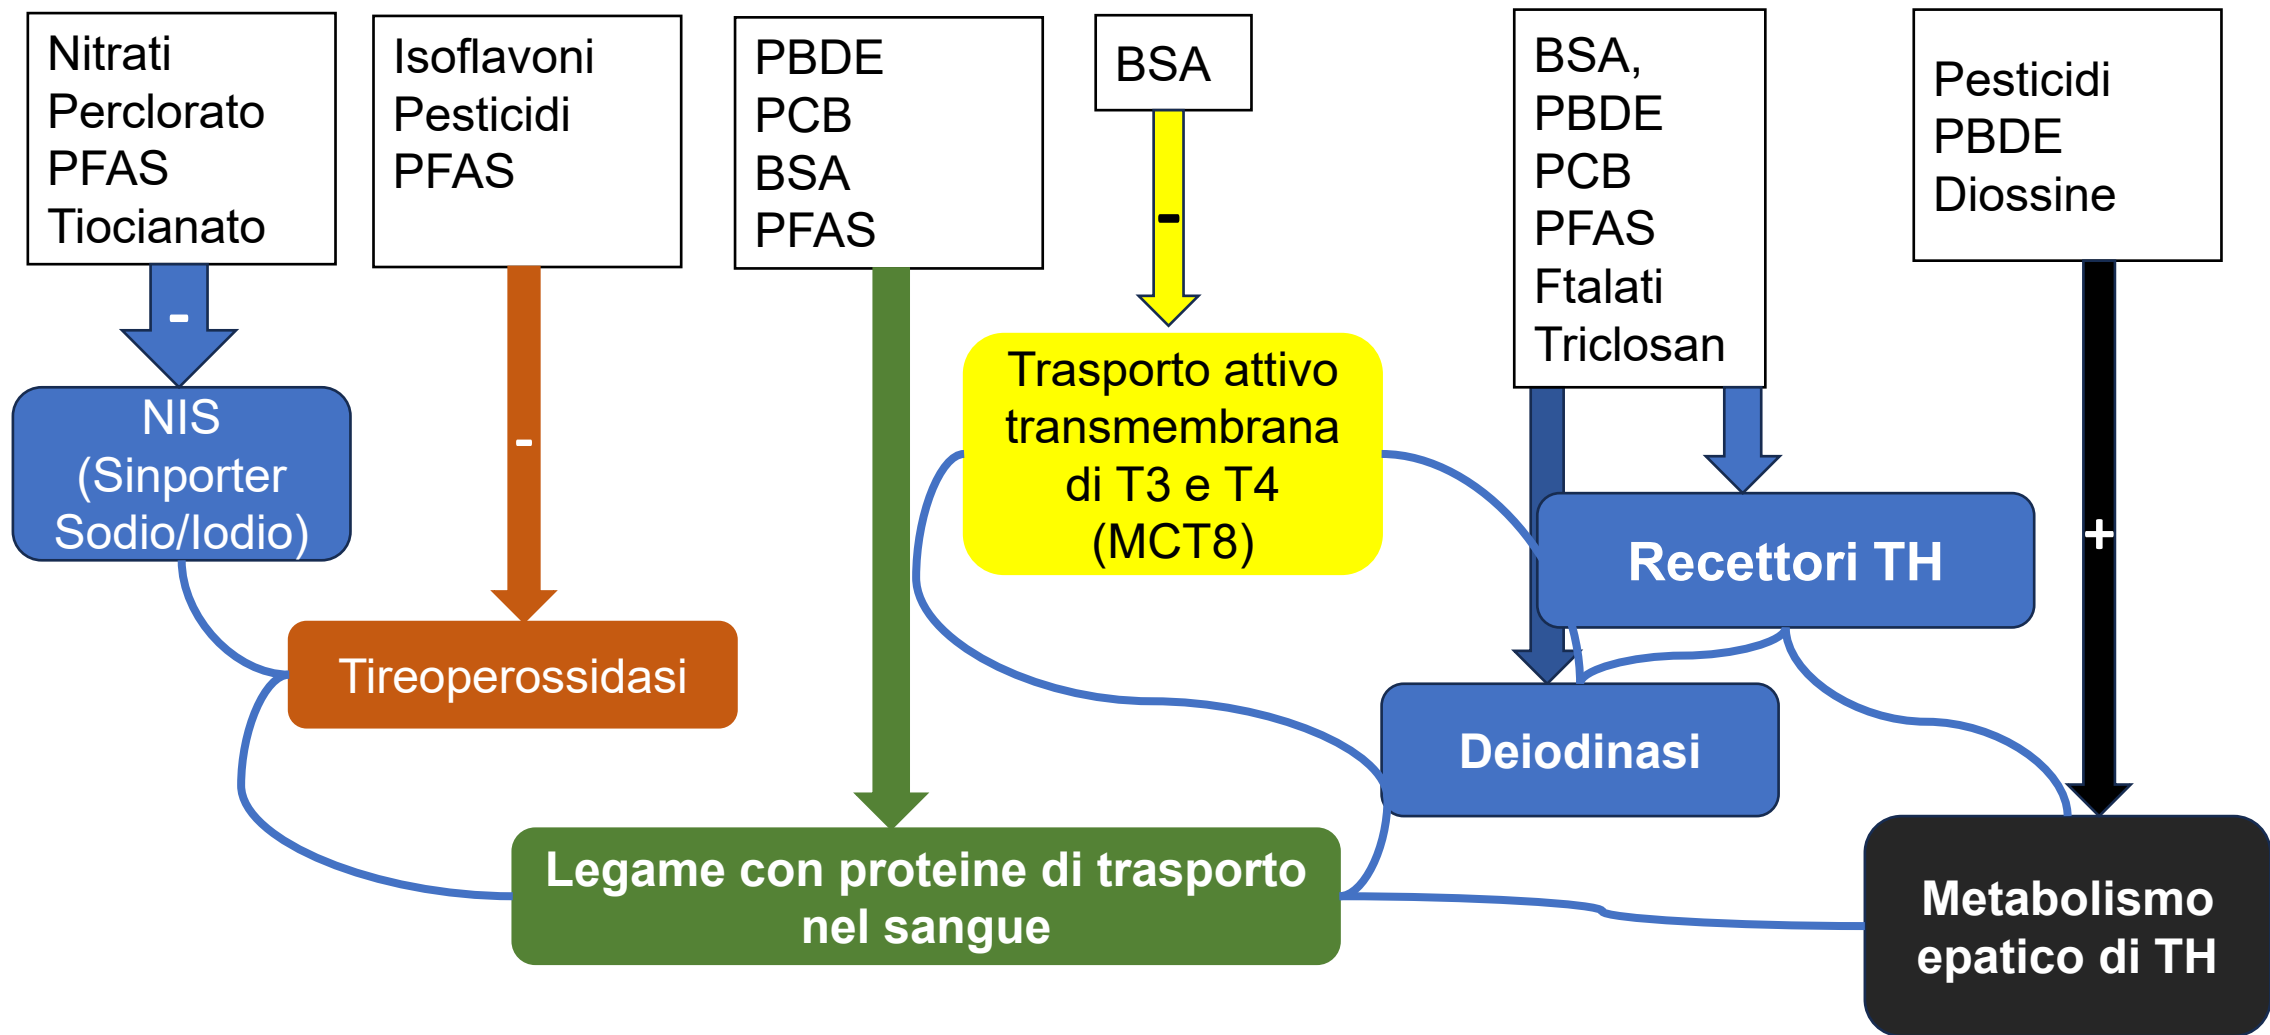 Nitrati
Perclorato
PFAS
Tiocianato
Isoflavoni
Pesticidi
PFAS
PBDE
PCB
BSA
PFAS
BSA
BSA,
PBDE
PCB
PFAS
Ftalati
Triclosan
Pesticidi
PBDE
Diossine
-
-
-
+
NIS
(Sinporter
Sodio/Iodio)
Tireoperossidasi
Trasporto attivo
transmembrana
di T3 e T4
(MCT8)
Recettori TH
Deiodinasi
Legame con proteine di trasporto
nel sangue
Metabolismo
epatico di TH